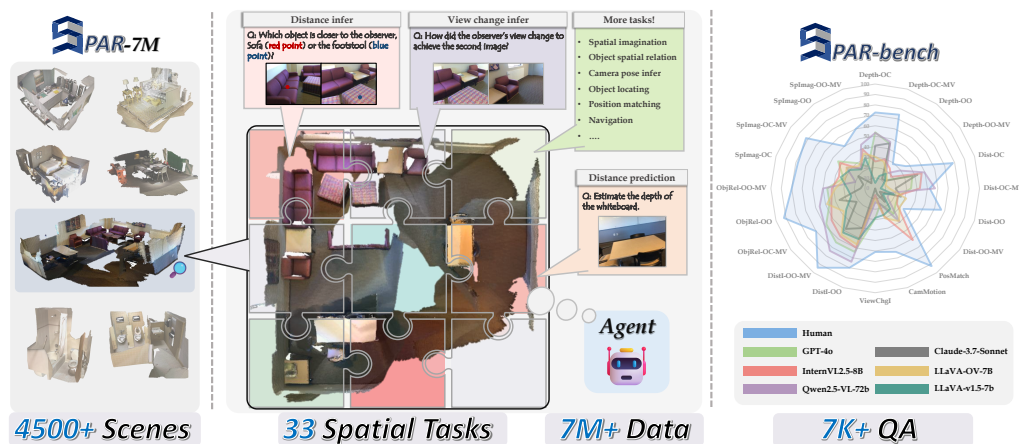 SPAR-7M
Distance infer
Q: Which object is closer to the observer,
Sofa (red point) or the footstool (blue
point)?
View change infer
Q: How did the observer's view change to
achieve the second image?
More tasks!
• Spatial imagination
• Object spatial relation
• Camera pose infer
• Object locating
• Position matching
• Navigation
• ....
Distance prediction
Q: Estimate the depth of
the whiteboard.
Agent
SPAR-bench
Depth-OC
Depth-OC-MV
Depth-OO
Depth-OO-MV
Dist-OC
Dist-OC-M
Dist-OO
Dist-OO-MV
PosMatch
CamMotion
ViewChgI
DistI-OO
DistI-OO-MV
ObjRel-OC-MV
ObjRel-OO
ObjRel-OO-MV
SpImag-OC
SpImag-OC-MV
SpImag-OO
SpImag-OO-MV
100
90
80
70
Human
GPT-4o
Claude-3.7-Sonnet
InternVL2.5-8B
LLaVA-OV-7B
Qwen2.5-VL-72b
LLaVA-v1.5-7b
4500+ Scenes
33 Spatial Tasks
7M+ Data
7K+ QA